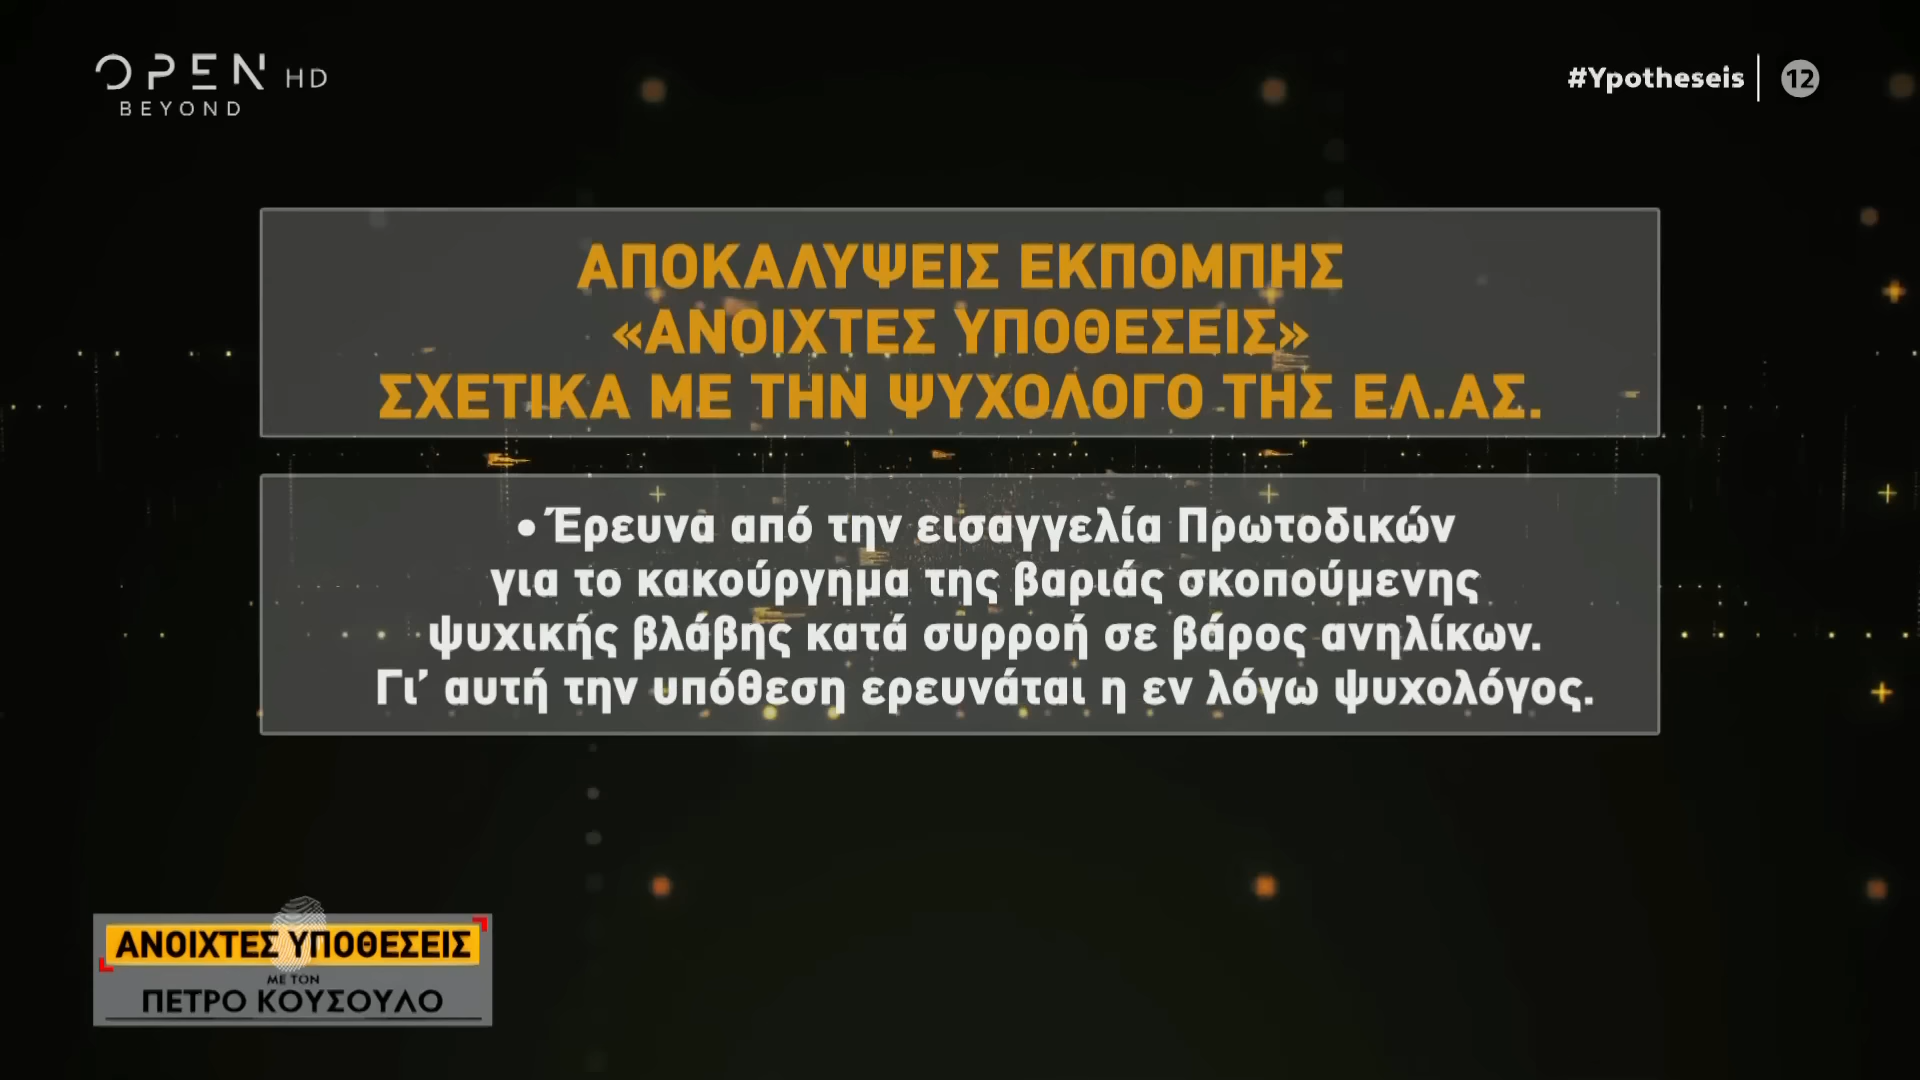 OPEN HD
BEYOND
#Ypotheseis 12
ΑΠΟΚΑΛΥΨΕΙΣ ΕΚΠΟΜΠΗΣ
«ΑΝΟΙΧΤΕΣ ΥΠΟΘΕΣΕΙΣ»
ΣΧΕΤΙΚΑ ΜΕ ΤΗΝ ΨΥΧΟΛΟΓΟ ΤΗΣ ΕΛ.ΑΣ.
• Έρευνα από την εισαγγελία Πρωτοδικών
για το κακούργημα της βαριάς σκοπούμενης
ψυχικής βλάβης κατά συρροή σε βάρος ανηλίκων.
Γι’ αυτή την υπόθεση ερευνάται η εν λόγω ψυχολόγος.
ΑΝΟΙΧΤΕΣ ΥΠΟΘΕΣΕΙΣ
ΜΕ ΤΟΝ
ΠΕΤΡΟ ΚΟΥΣΟΥΛΟ